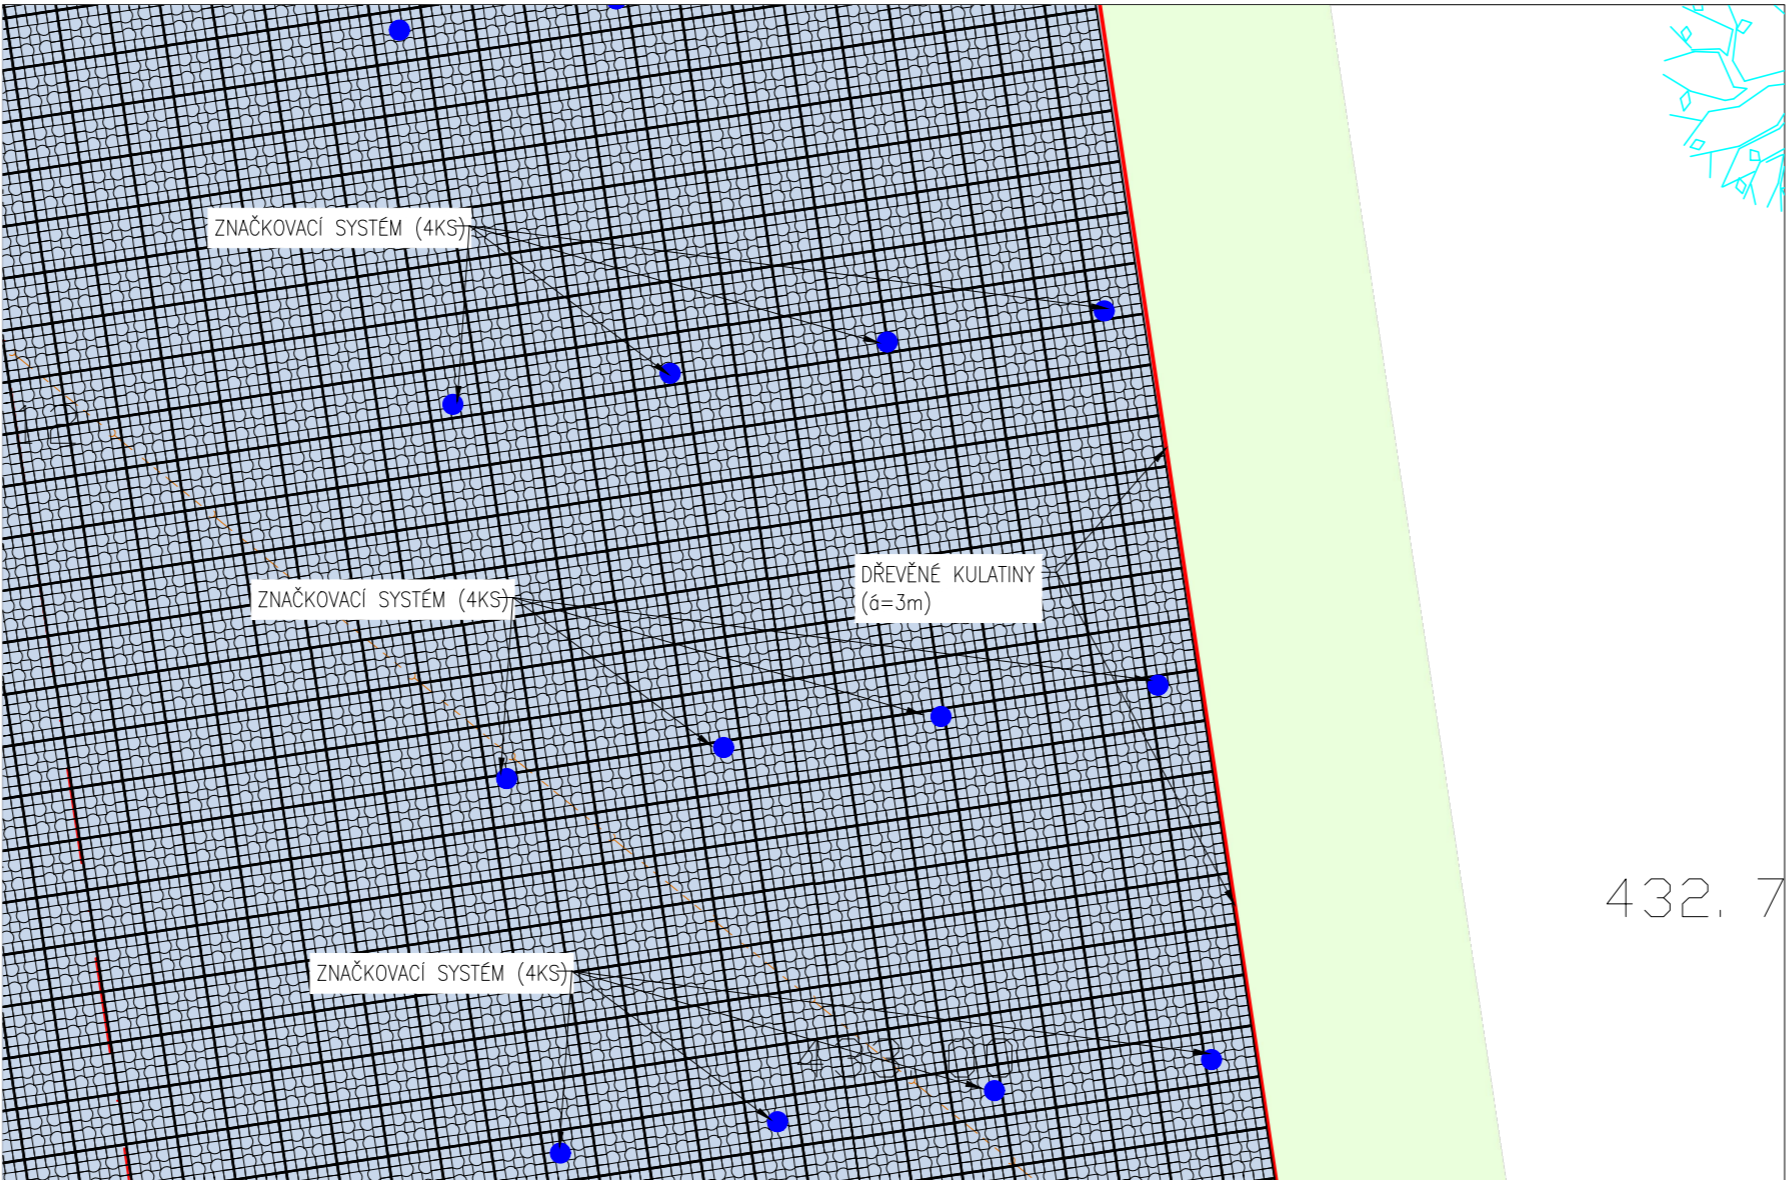 ZNAČKOVACÍ SYSTÉM (4KS)
DŘEVĚNÉ KULATINY
(á=3m)
ZNAČKOVACÍ SYSTÉM (4KS)
432. 7
ZNAČKOVACÍ SYSTÉM (4KS)